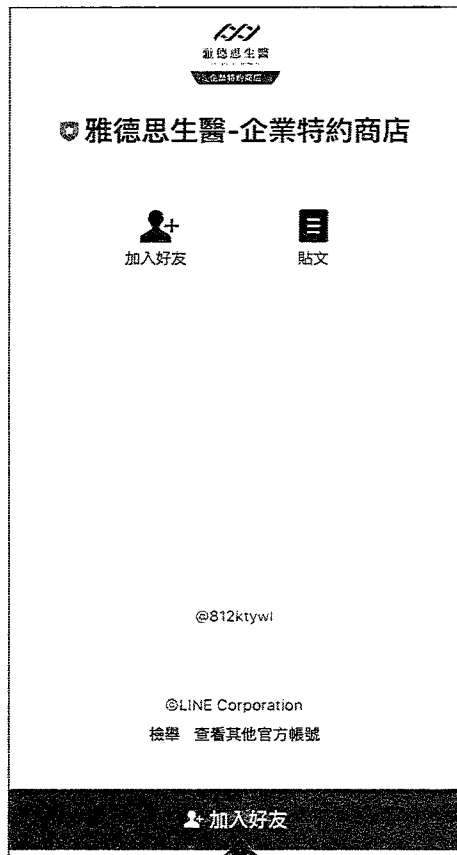 雅德思生醫
企業特約商店
雅德思生醫-企業特約商店
加入好友 貼文
@812ktywl
©LINE Corporation
檢舉 查看其他官方帳號
加入好友